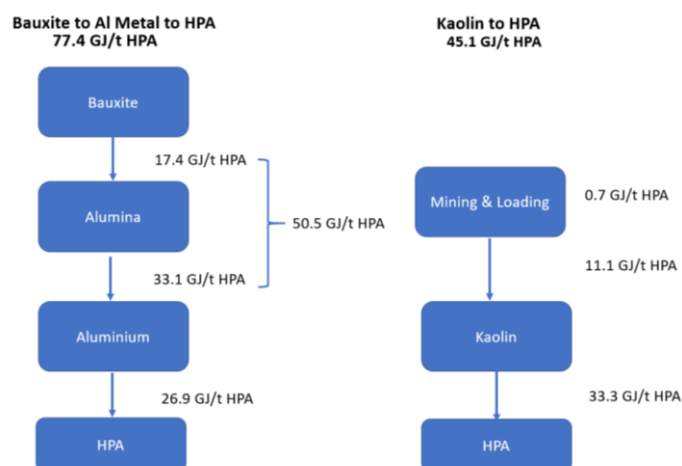 Bauxite to Al Metal to HPA
77.4 GJ/t HPA
Bauxite
17.4 GJ/t HPA
Alumina
50.5 GJ/t HPA
33.1 GJ/t HPA
Aluminium
26.9 GJ/t HPA
HPA
Kaolin to HPA
45.1 GJ/t HPA
Mining & Loading
0.7 GJ/t HPA
11.1 GJ/t HPA
Kaolin
33.3 GJ/t HPA
HPA